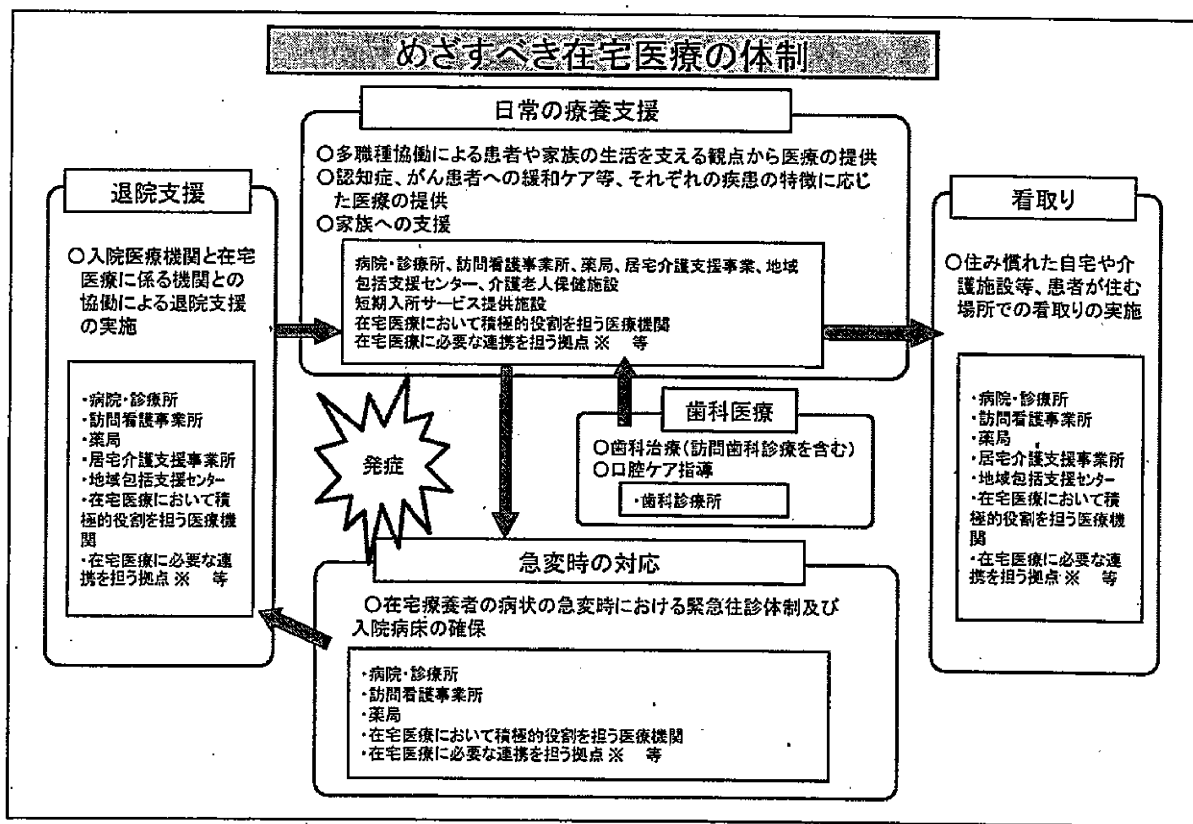 めざすべき在宅医療の体制
日常の療養支援
○多職種協働による患者や家族の生活を支える観点から医療の提供
○認知症、がん患者への緩和ケア等、それぞれの疾患の特徴に応じ
た医療の提供
○家族への支援
病院・診療所、訪問看護事業所、薬局、居宅介護支援事業、地域
包括支援センター、介護老人保健施設
短期入所サービス提供施設
在宅医療において積極的役割を担う医療機関
在宅医療に必要な連携を担う拠点※ 等
退院支援
○入院医療機関と在宅
医療に係る機関との
協働による退院支援
の実施
・病院・診療所
・訪問看護事業所
・薬局
・居宅介護支援事業所
・地域包括支援センター
・在宅医療において積
極的役割を担う医療機
関
・在宅医療に必要な連
携を担う拠点※ 等
看取り
○住み慣れた自宅や介
護施設等、患者が住む
場所での看取りの実施
・病院・診療所
・訪問看護事業所
・薬局
・居宅介護支援事業所
・地域包括支援センター
・在宅医療において積
極的役割を担う医療機
関
・在宅医療に必要な連
携を担う拠点※ 等
発症
歯科医療
○歯科治療(訪問歯科診療を含む)
○口腔ケア指導
・歯科診療所
急変時の対応
○在宅療養者の病状の急変時における緊急往診体制及び
入院病床の確保
・病院・診療所
・訪問看護事業所
・薬局
・在宅医療において積極的役割を担う医療機関
・在宅医療に必要な連携を担う拠点※ 等